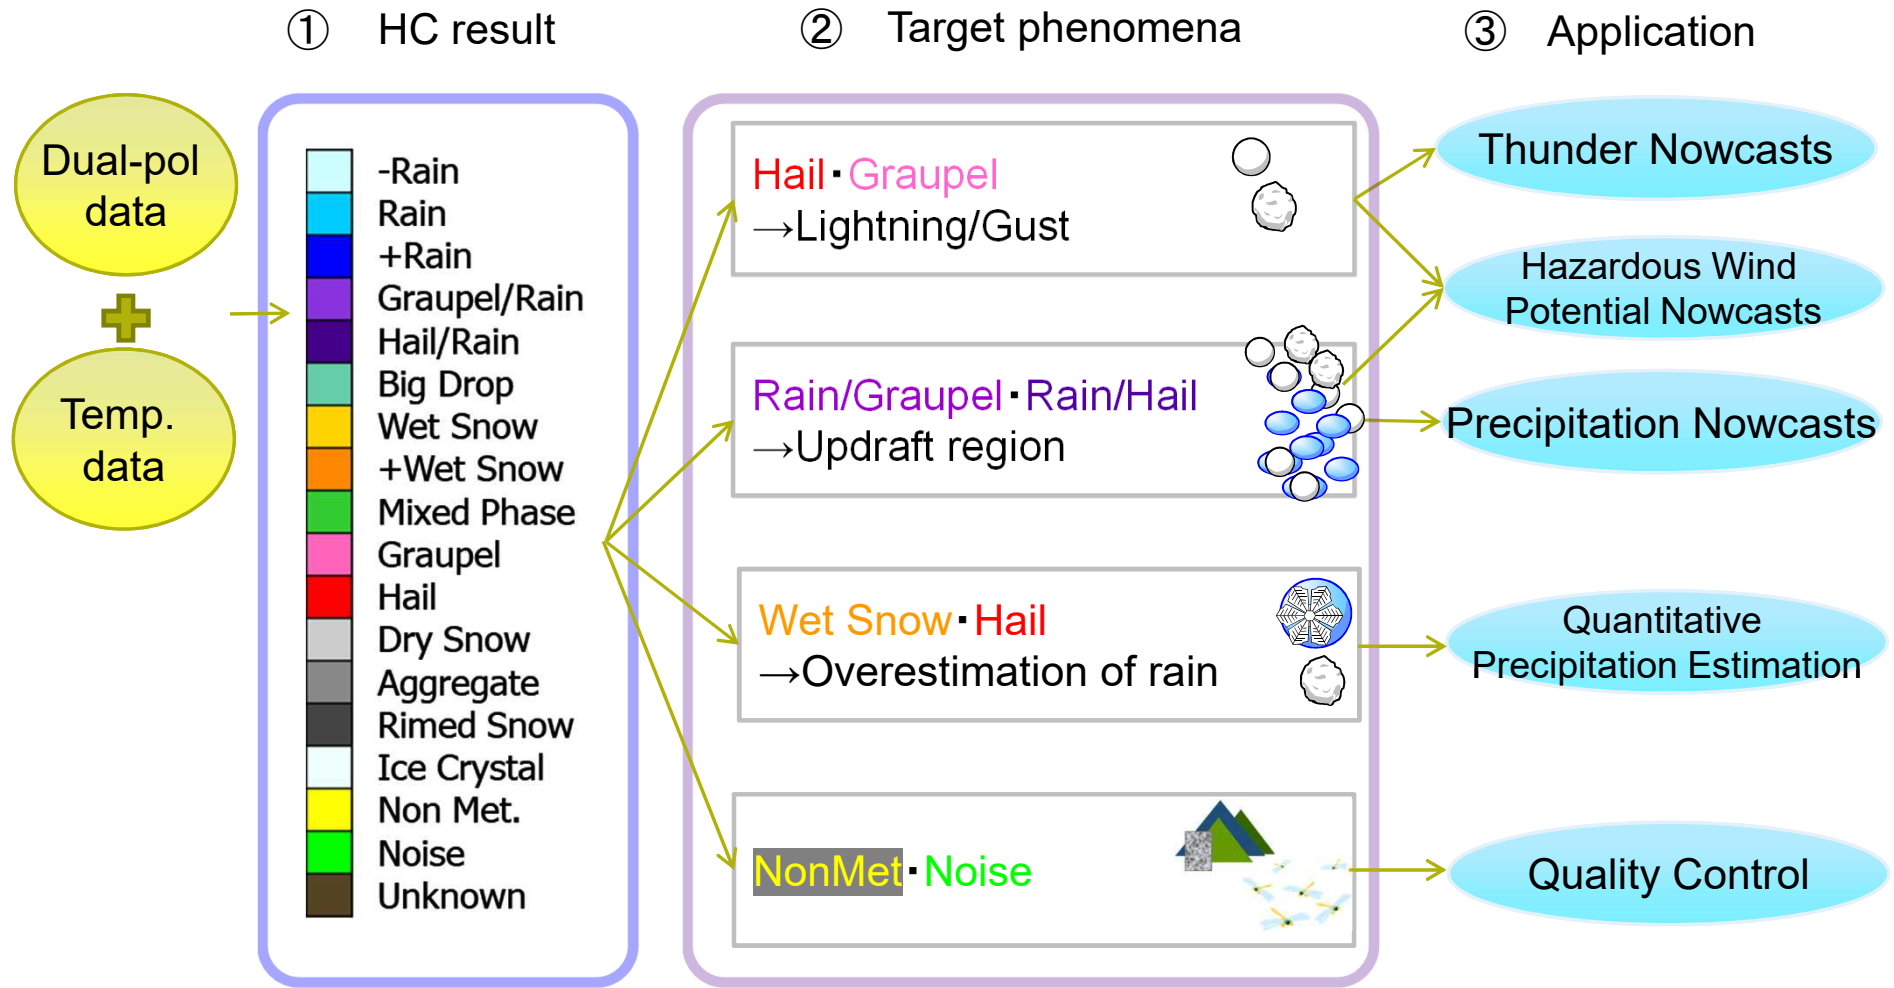 ① HC result
② Target phenomena
③ Application
Dual-pol
data
Temp.
data
-Rain
Rain
+Rain
Graupel/Rain
Hail/Rain
Big Drop
Wet Snow
+Wet Snow
Mixed Phase
Graupel
Hail
Dry Snow
Aggregate
Rimed Snow
Ice Crystal
Non Met.
Noise
Unknown
Hail・Graupel
→Lightning/Gust
Rain/Graupel・Rain/Hail
→Updraft region
Wet Snow・Hail
→Overestimation of rain
NonMet・Noise
Thunder Nowcasts
Hazardous Wind
Potential Nowcasts
Precipitation Nowcasts
Quantitative
Precipitation Estimation
Quality Control